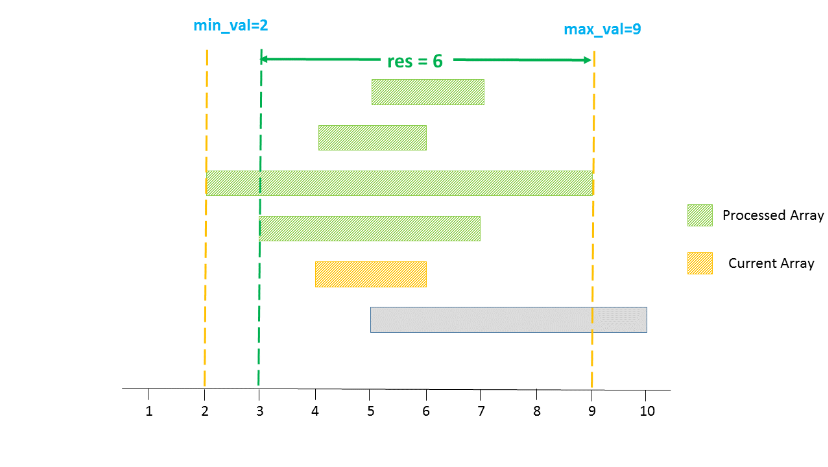 min_val=2
max_val=9
res = 6
Processed Array
Current Array
1 2 3 4 5 6 7 8 9 10